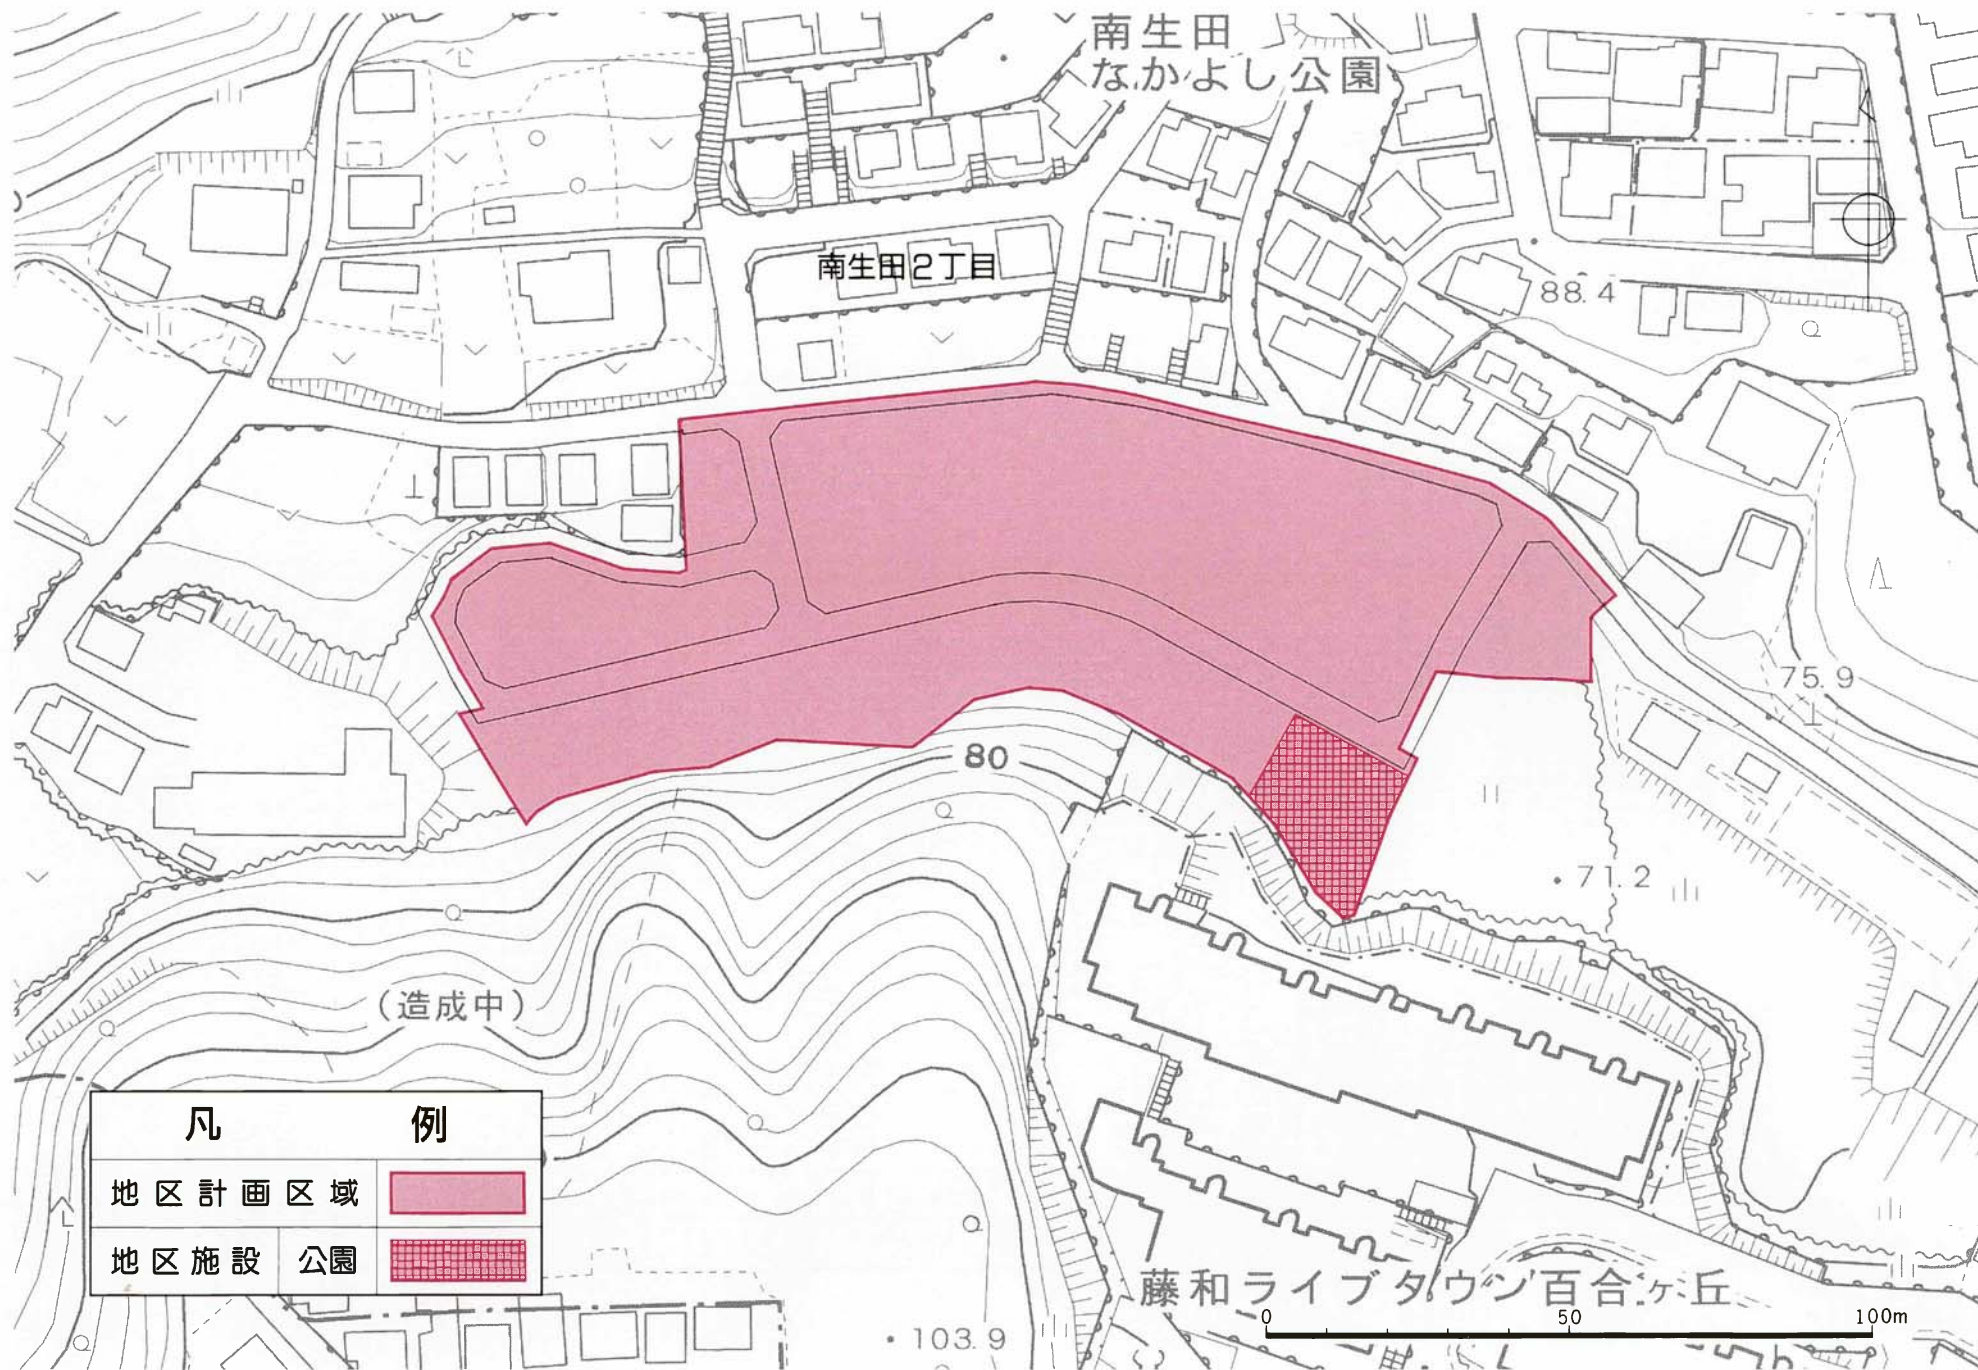 南生田
なかよし公園
南生田2丁目
88.4
75.9
80
71.2
(造成中)
凡例
地区計画区域
地区施設 公園
藤和ライブタウン百合ヶ丘
0 50 100m
103.9